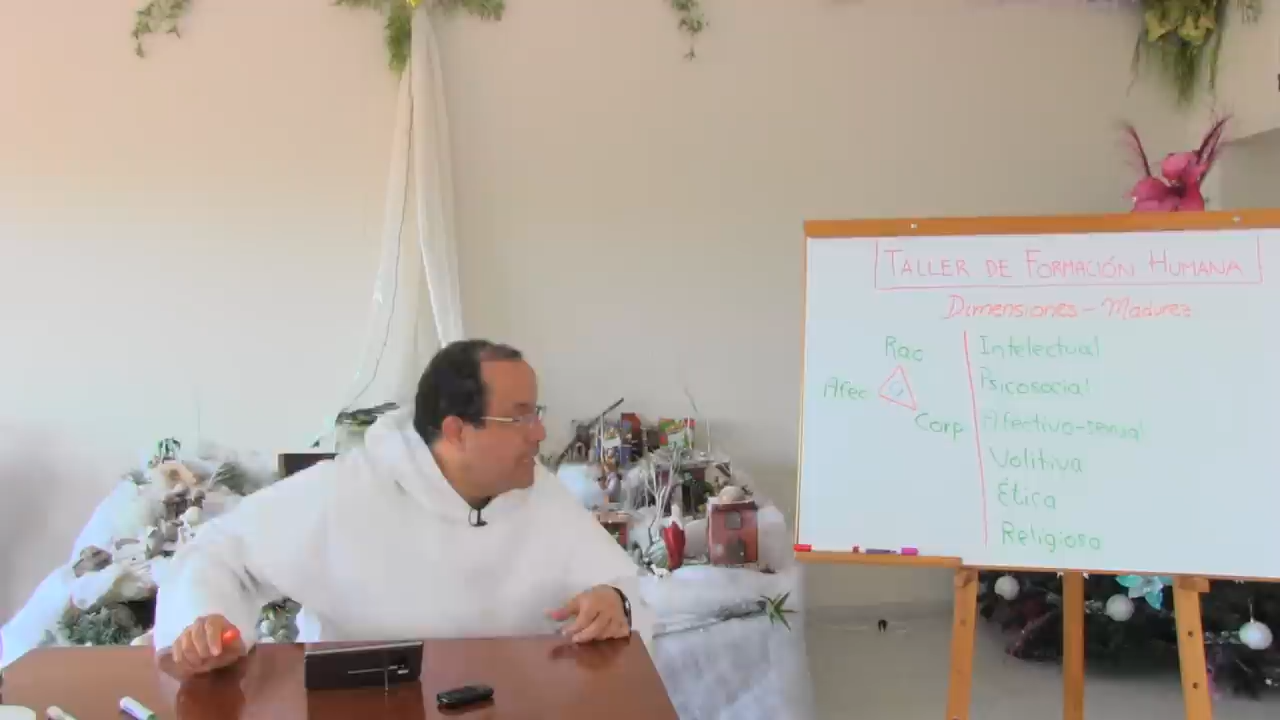 TALLER DE FORMACIÓN HUMANA
Dimensiones - Madurez
Rac
Afec
Corp
Intelectual
Psicosocial
Afectivo-sexual
Volitiva
Ética
Religiosa